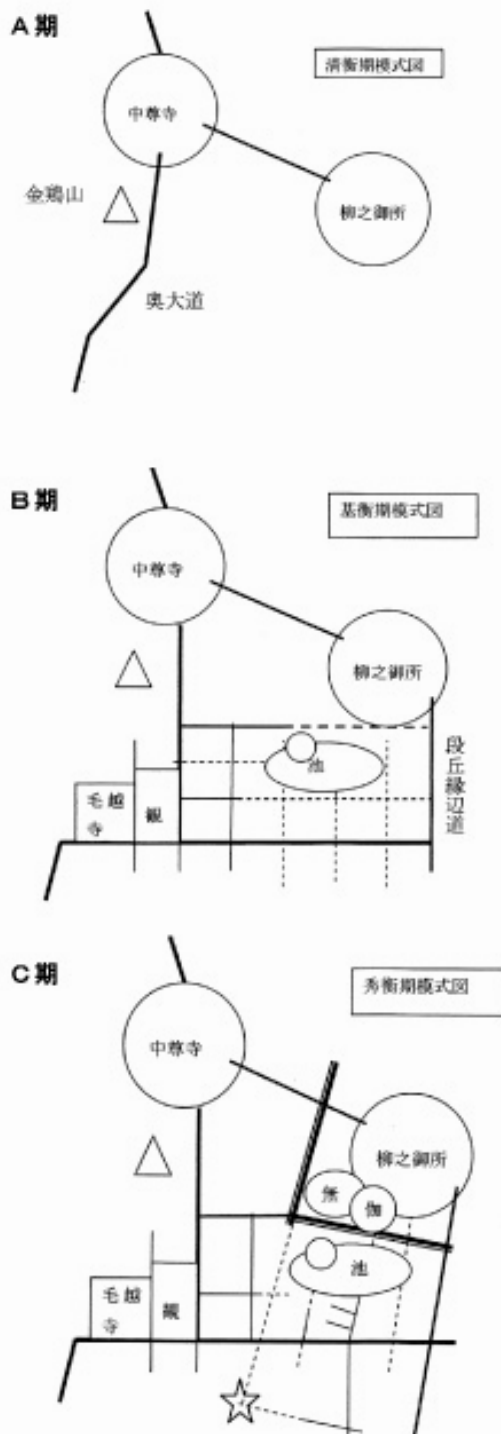 A期
清衡期模式図
中尊寺
金鶏山
柳之御所
奥大道
B期
基衡期模式図
中尊寺
柳之御所
池
段丘縁辺道
毛越
寺
観
C期
秀衡期模式図
中尊寺
柳之御所
無
伽
池
毛越
寺
観